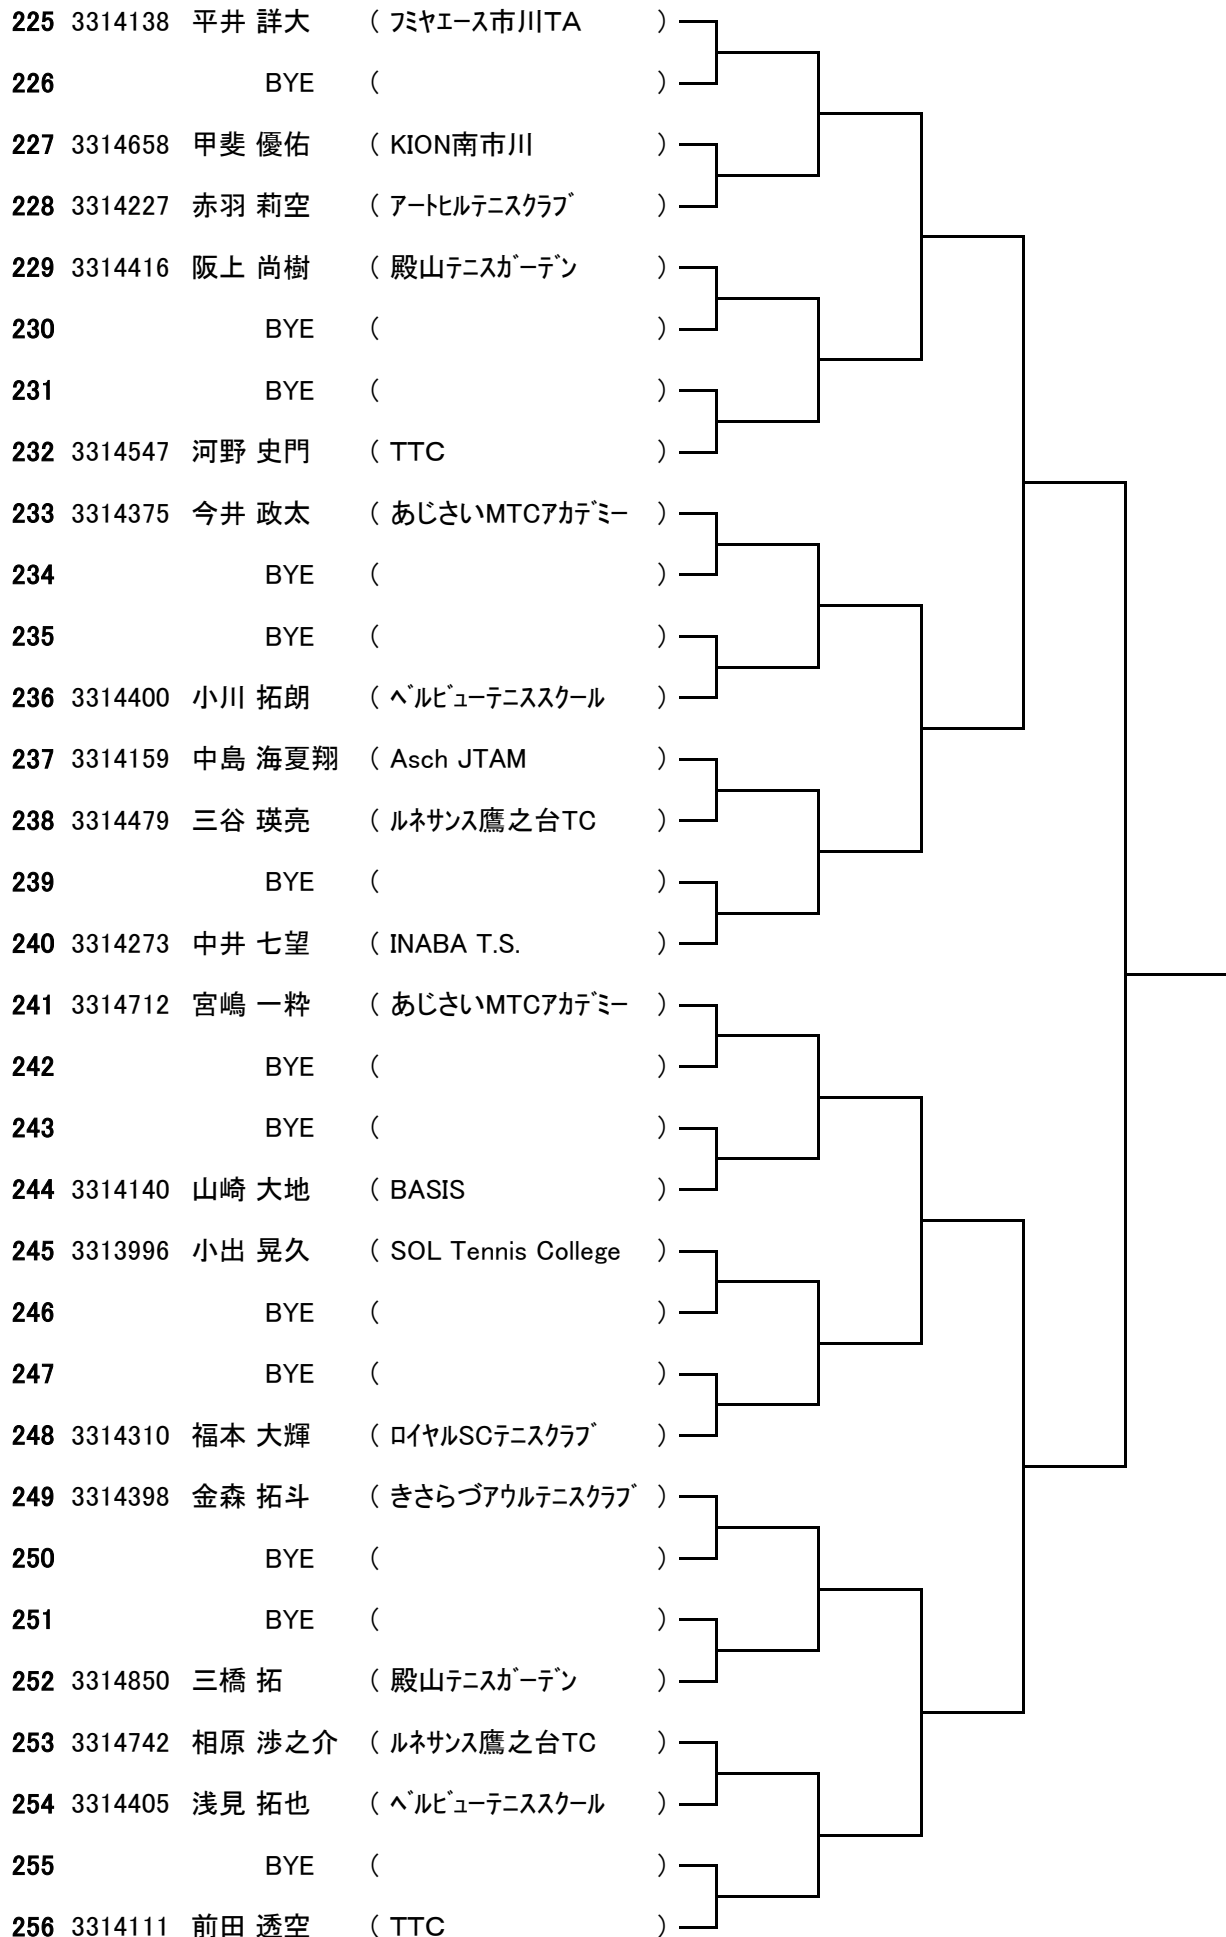 225 3314138 平井 詳大 ( ﾌﾐﾔｴｰｽ市川TA )
226 BYE ( )
227 3314658 甲斐 優佑 ( KION南市川 )
228 3314227 赤羽 莉空 ( ｱｰﾄﾋﾙﾃﾆｽｸﾗﾌﾞ )
229 3314416 阪上 尚樹 ( 殿山ﾃﾆｽｶﾞｰﾃﾞﾝ )
230 BYE ( )
231 BYE ( )
232 3314547 河野 史門 ( TTC )
233 3314375 今井 政太 ( あじさいMTCｱｶﾃﾞﾐｰ )
234 BYE ( )
235 BYE ( )
236 3314400 小川 拓朗 ( ﾍﾞﾙﾋﾞｭｰﾃﾆｽｽｸｰﾙ )
237 3314159 中島 海夏翔 ( Asch JTAM )
238 3314479 三谷 瑛亮 ( ﾙﾈｻﾝｽ鷹之台TC )
239 BYE ( )
240 3314273 中井 七望 ( INABA T.S. )
241 3314712 宮嶋 一粋 ( あじさいMTCｱｶﾃﾞﾐｰ )
242 BYE ( )
243 BYE ( )
244 3314140 山崎 大地 ( BASIS )
245 3313996 小出 晃久 ( SOL Tennis College )
246 BYE ( )
247 BYE ( )
248 3314310 福本 大輝 ( ﾛｲﾔﾙSCﾃﾆｽｸﾗﾌﾞ )
249 3314398 金森 拓斗 ( きさらづｱｳﾙﾃﾆｽｸﾗﾌﾞ )
250 BYE ( )
251 BYE ( )
252 3314850 三橋 拓 ( 殿山ﾃﾆｽｶﾞｰﾃﾞﾝ )
253 3314742 相原 渉之介 ( ﾙﾈｻﾝｽ鷹之台TC )
254 3314405 浅見 拓也 ( ﾍﾞﾙﾋﾞｭｰﾃﾆｽｽｸｰﾙ )
255 BYE ( )
256 3314111 前田 透空 ( TTC )